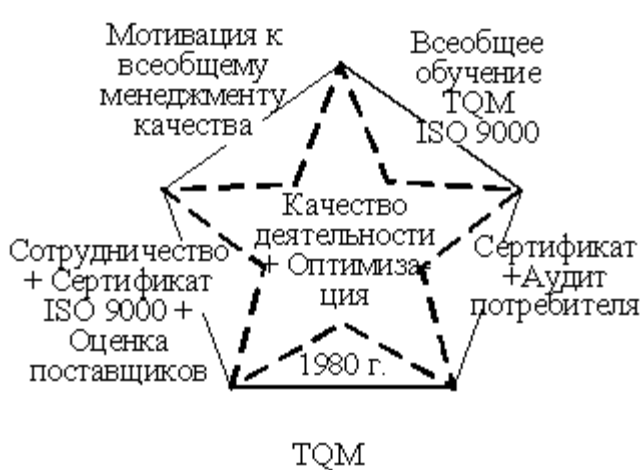 Мотивация к
всеобщему
менеджменту
качества
Всеобщее
обучение
TQM
ISO 9000
Качество
деятельности
+ Оптимиза-
ция
Сотрудничество
+ Сертификат
ISO 9000 +
Оценка
поставщиков
Сертификат
+Аудит
потребителя
1980 г.
TQM